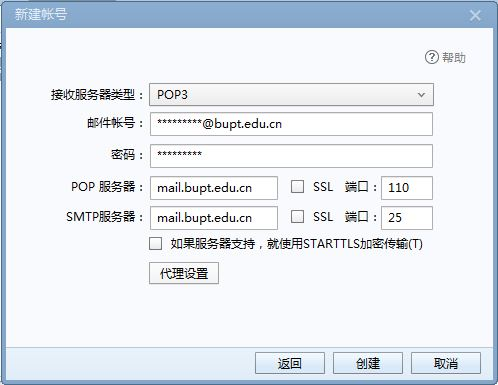 新建帐号
帮助
接收服务器类型： POP3
邮件帐号： *********@bupt.edu.cn
密码： *********
POP 服务器： mail.bupt.edu.cn SSL 端口： 110
SMTP服务器： mail.bupt.edu.cn SSL 端口： 25
如果服务器支持，就使用STARTTLS加密传输(T)
代理设置
返回 创建 取消